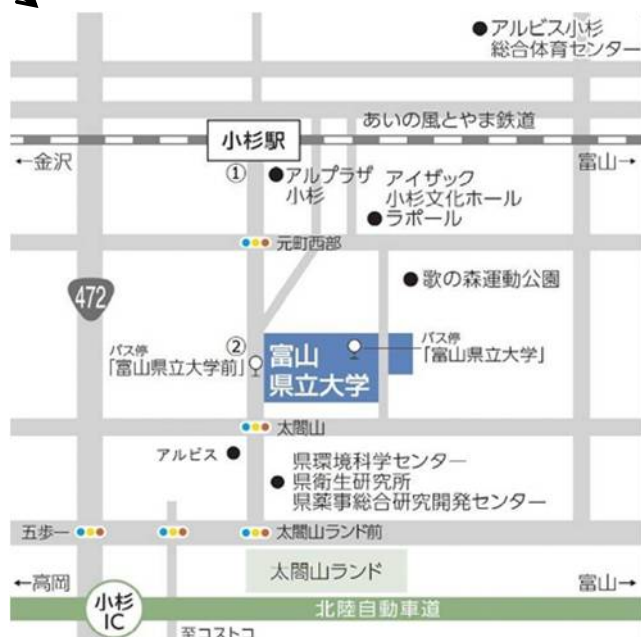 アルビス小杉
総合体育センター
あいの風とやま鉄道
小杉駅
←金沢
富山→
①
アルプラザ
小杉
アイザック
小杉文化ホール
ラポール
元町西部
472
歌の森運動公園
②
バス停
「富山県立大学前」
富山
県立大学
バス停
「富山県立大学」
太閤山
アルビス
県環境科学センター
県衛生研究所
県薬事総合研究開発センター
五歩一
太閤山ランド前
太閤山ランド
←高岡
富山→
小杉
IC
北陸自動車道
至コストコ